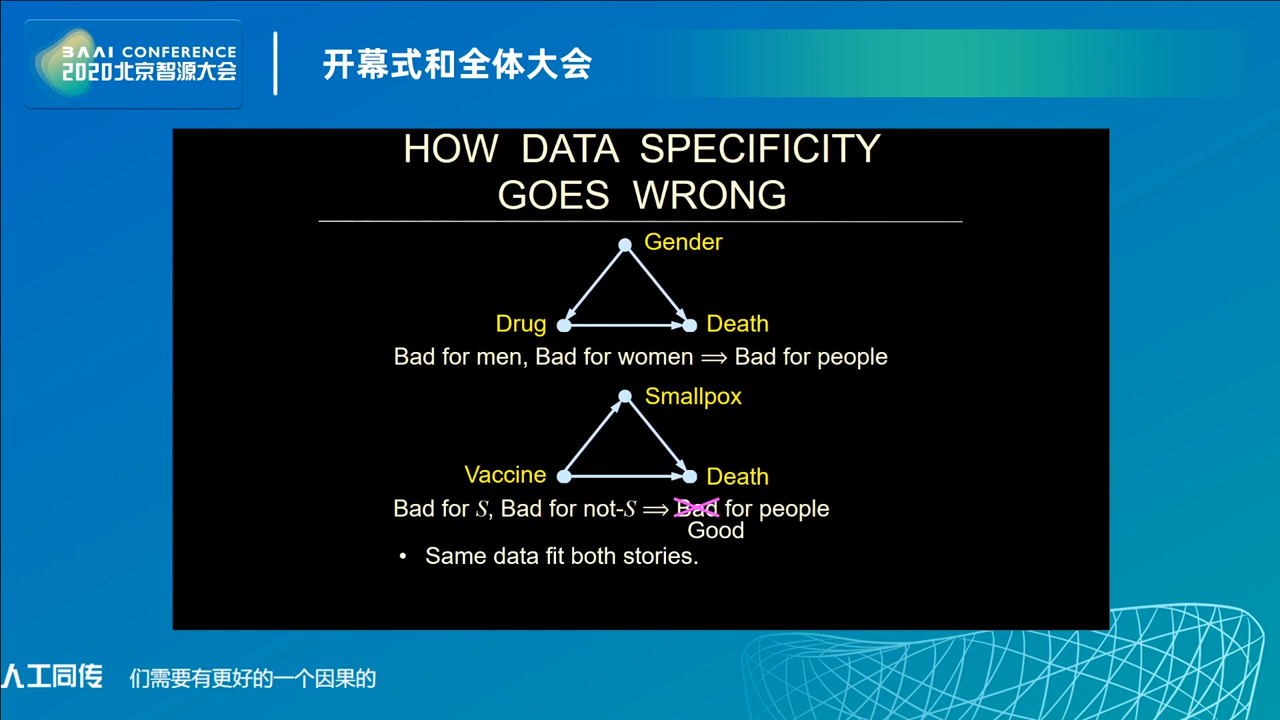 BAAI CONFERENCE
2020北京智源大会
开幕式和全体大会
HOW DATA SPECIFICITY
GOES WRONG
Gender
Drug
Death
Bad for men, Bad for women ⟹ Bad for people
Smallpox
Vaccine
Death
Bad for S, Bad for not-S ⟹ Bad for people
Good
• Same data fit both stories.
人工同传
们需要有更好的一个因果的